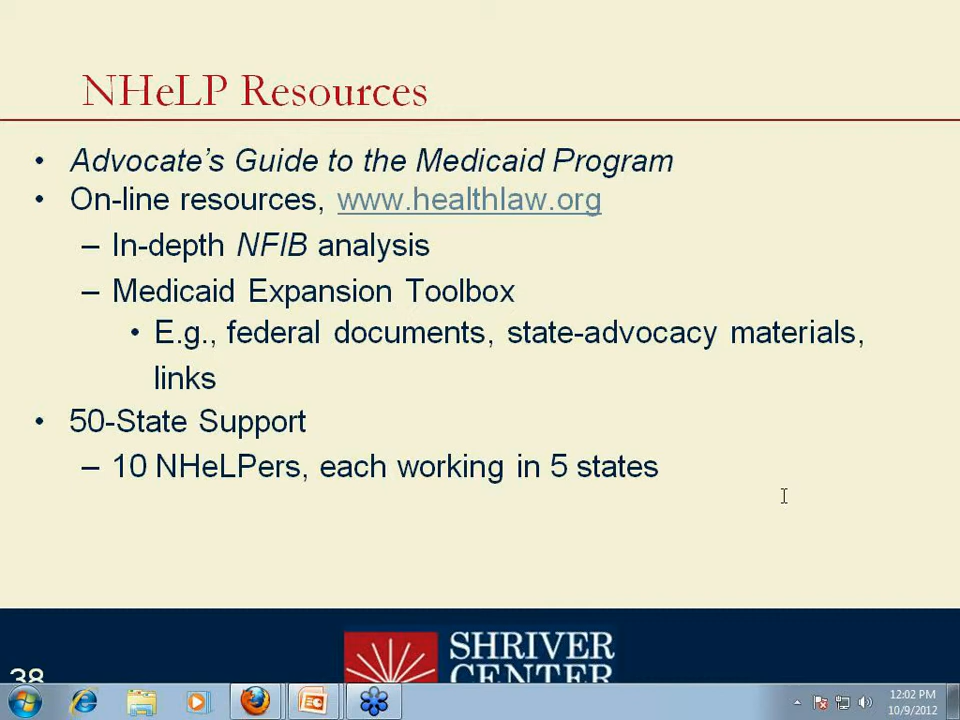 NHeLP Resources
• Advocate's Guide to the Medicaid Program
• On-line resources, www.healthlaw.org
– In-depth NFIB analysis
– Medicaid Expansion Toolbox
• E.g., federal documents, state-advocacy materials,
links
• 50-State Support
– 10 NHeLPers, each working in 5 states
SHRIVER
CENTER
38
12:02 PM
10/9/2012